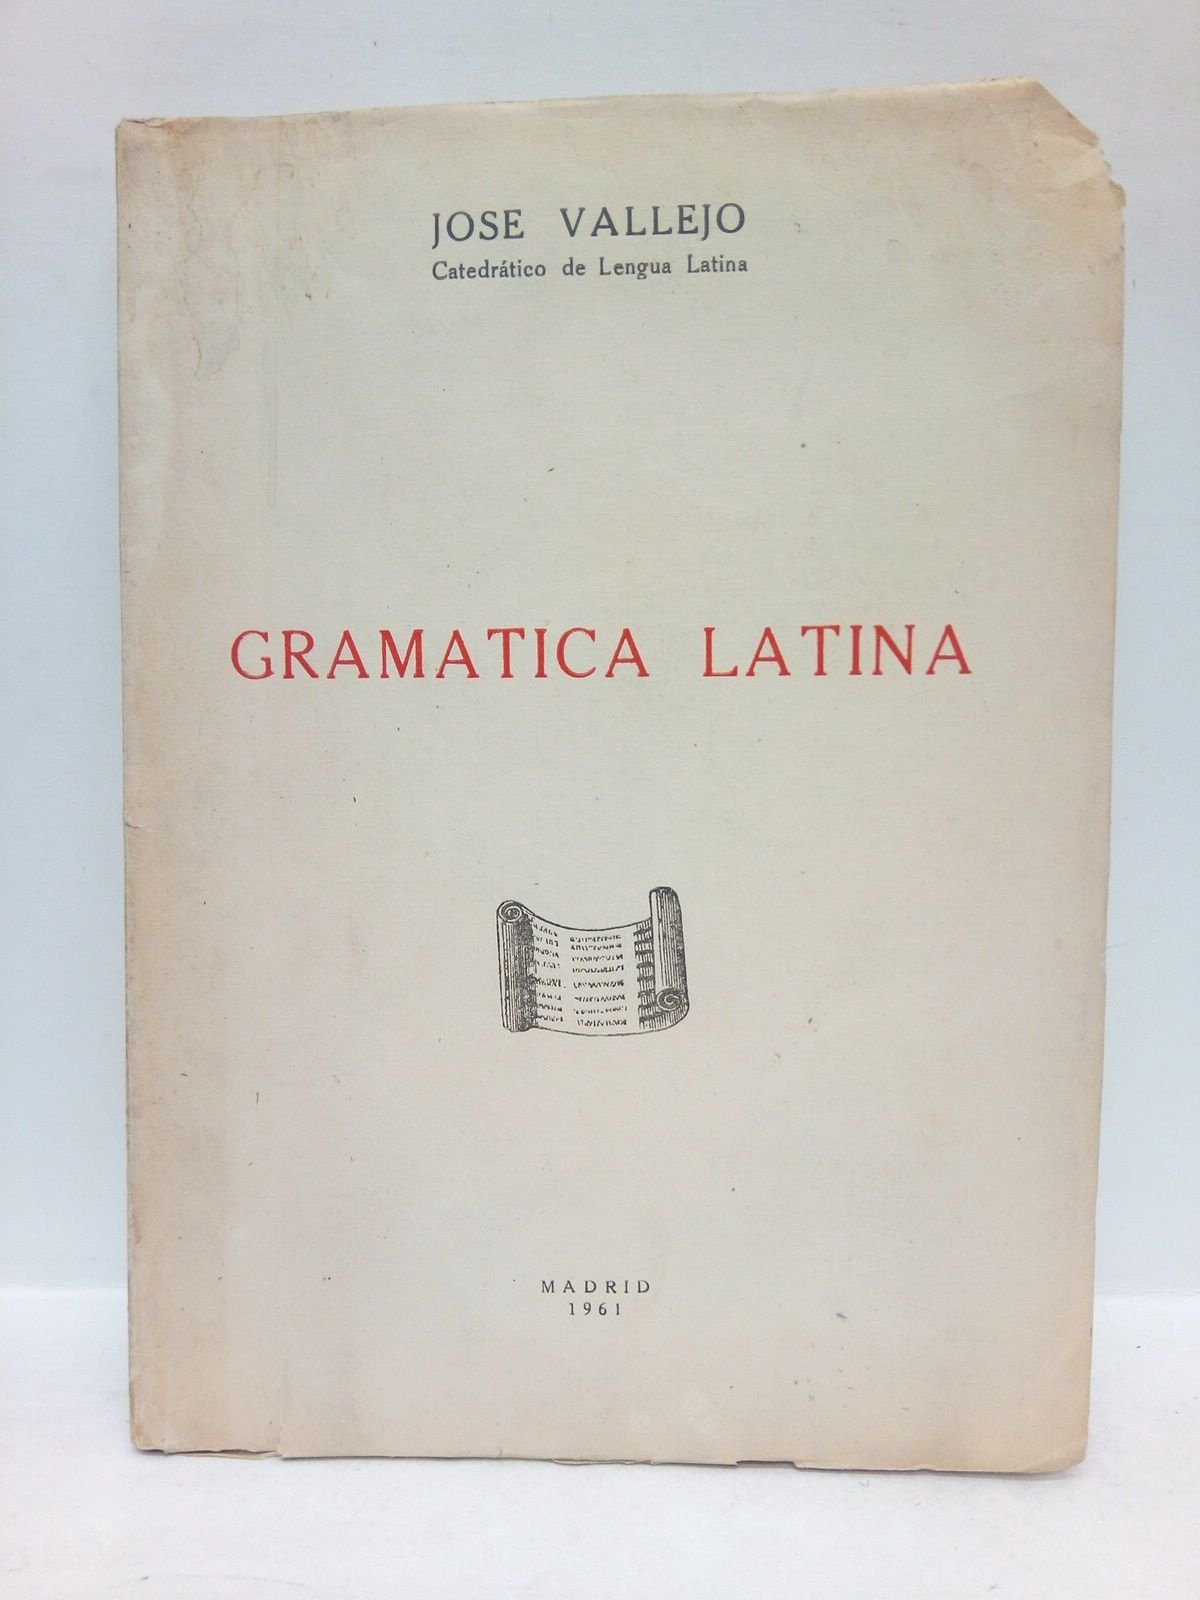 JOSE VALLEJO
Catedrático de Lengua Latina
GRAMATICA LATINA
MADRID
1961